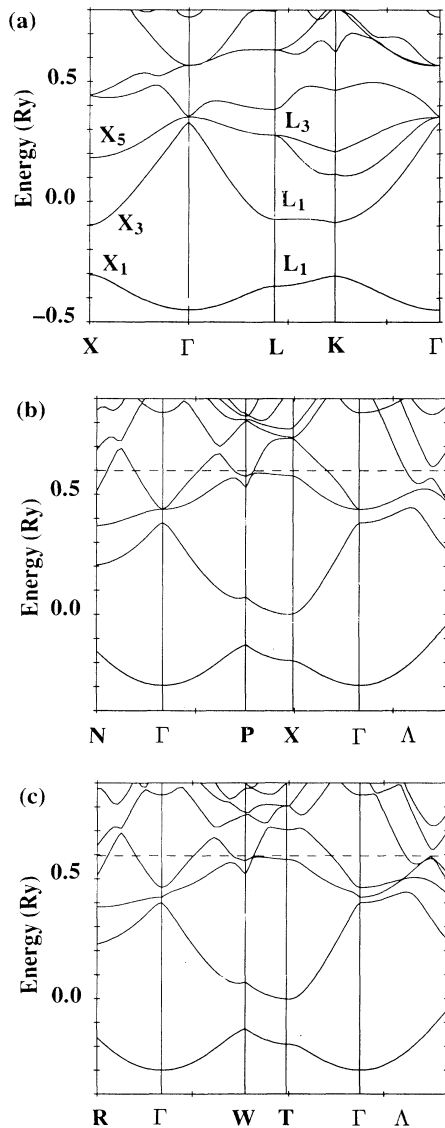 (a)
Energy (Ry)
0.5
0.0
−0.5
X₅
X₃
X₁
L₃
L₁
L₁
X Γ L K Γ
(b)
Energy (Ry)
0.5
0.0
N Γ P X Γ Λ
(c)
Energy (Ry)
0.5
0.0
R Γ W T Γ Λ